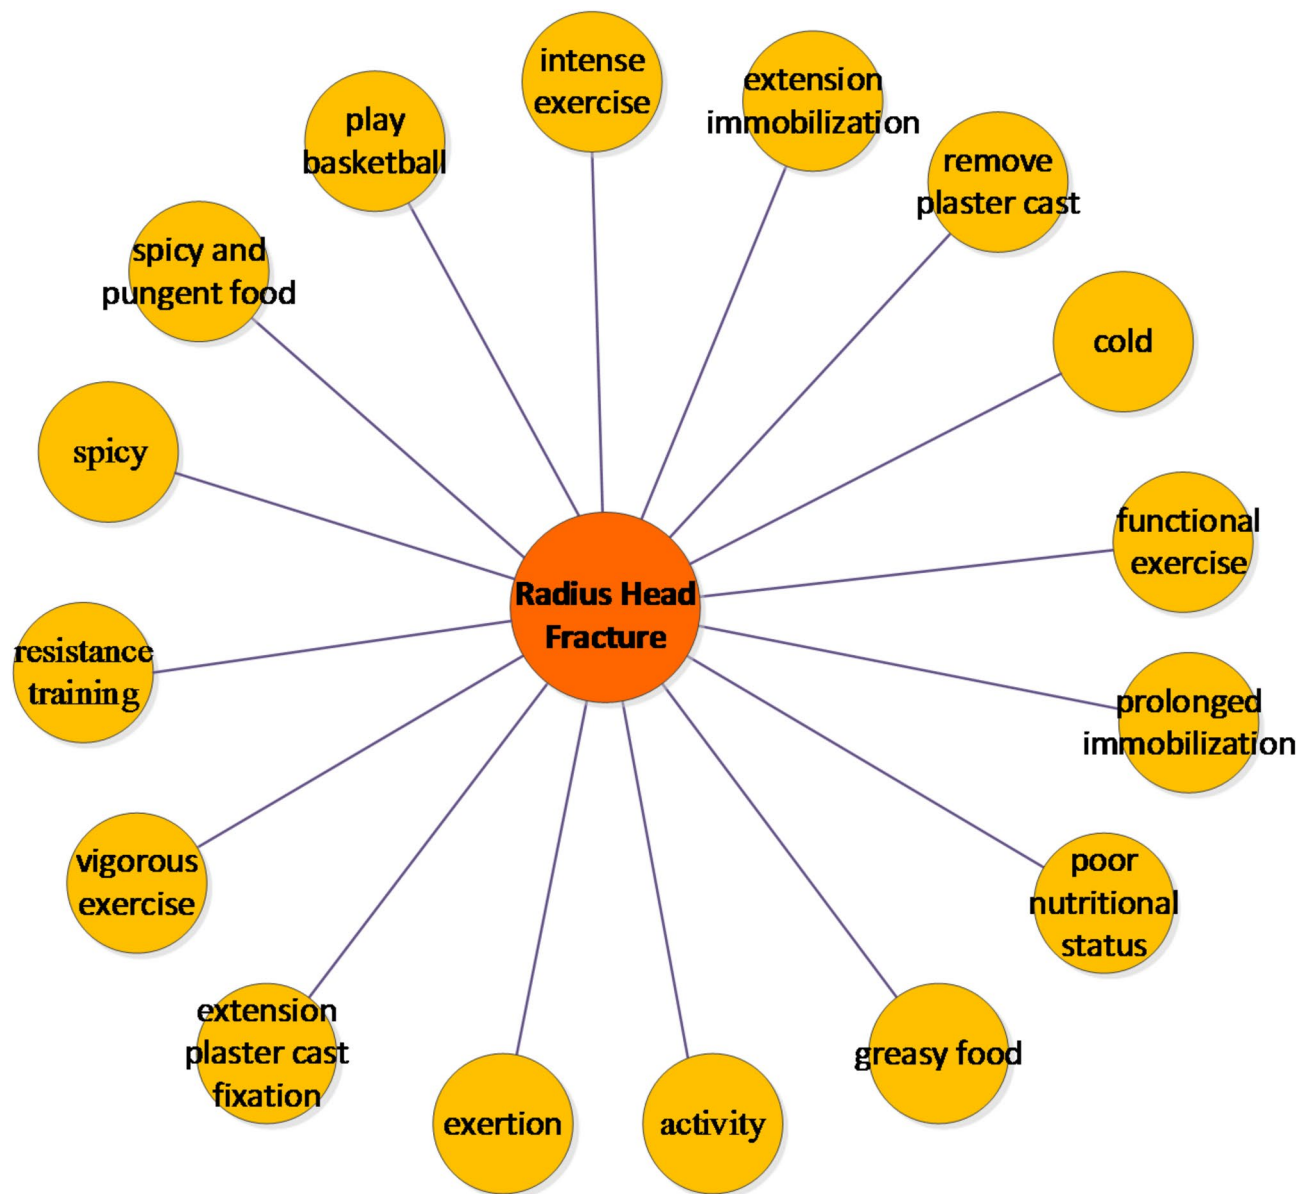 intense
exercise
extension
immobilization
play
basketball
remove
plaster cast
spicy and
pungent food
cold
spicy
functional
exercise
Radius Head
Fracture
resistance
training
prolonged
immobilization
vigorous
exercise
poor
nutritional
status
extension
plaster cast
fixation
greasy food
exertion
activity